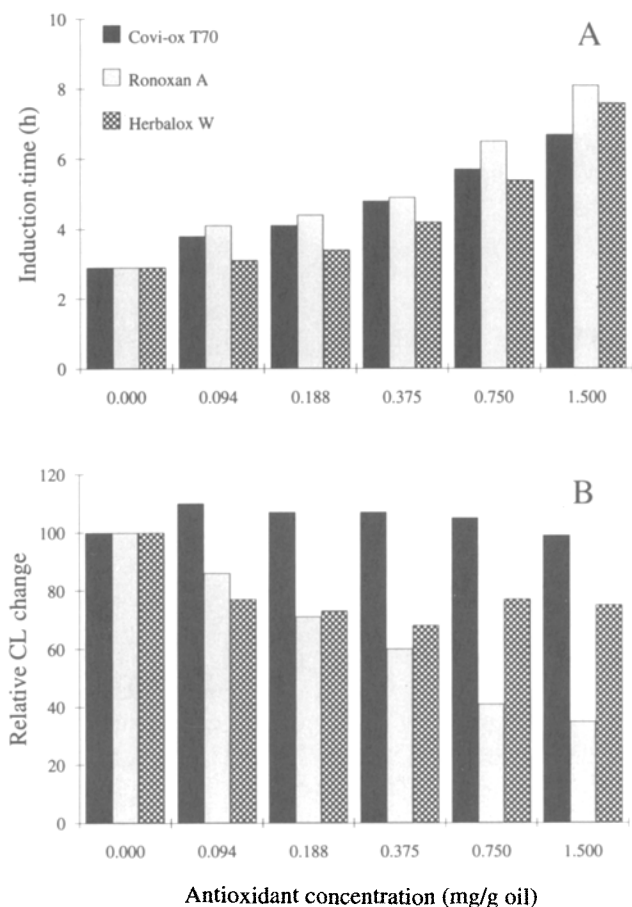 10
8
6
4
2
0
Induction time (h)
Covi-ox T70
Ronoxan A
Herbalox W
A
0.000 0.094 0.188 0.375 0.750 1.500
120
100
80
60
40
20
0
Relative CL change
B
0.000 0.094 0.188 0.375 0.750 1.500
Antioxidant concentration (mg/g oil)